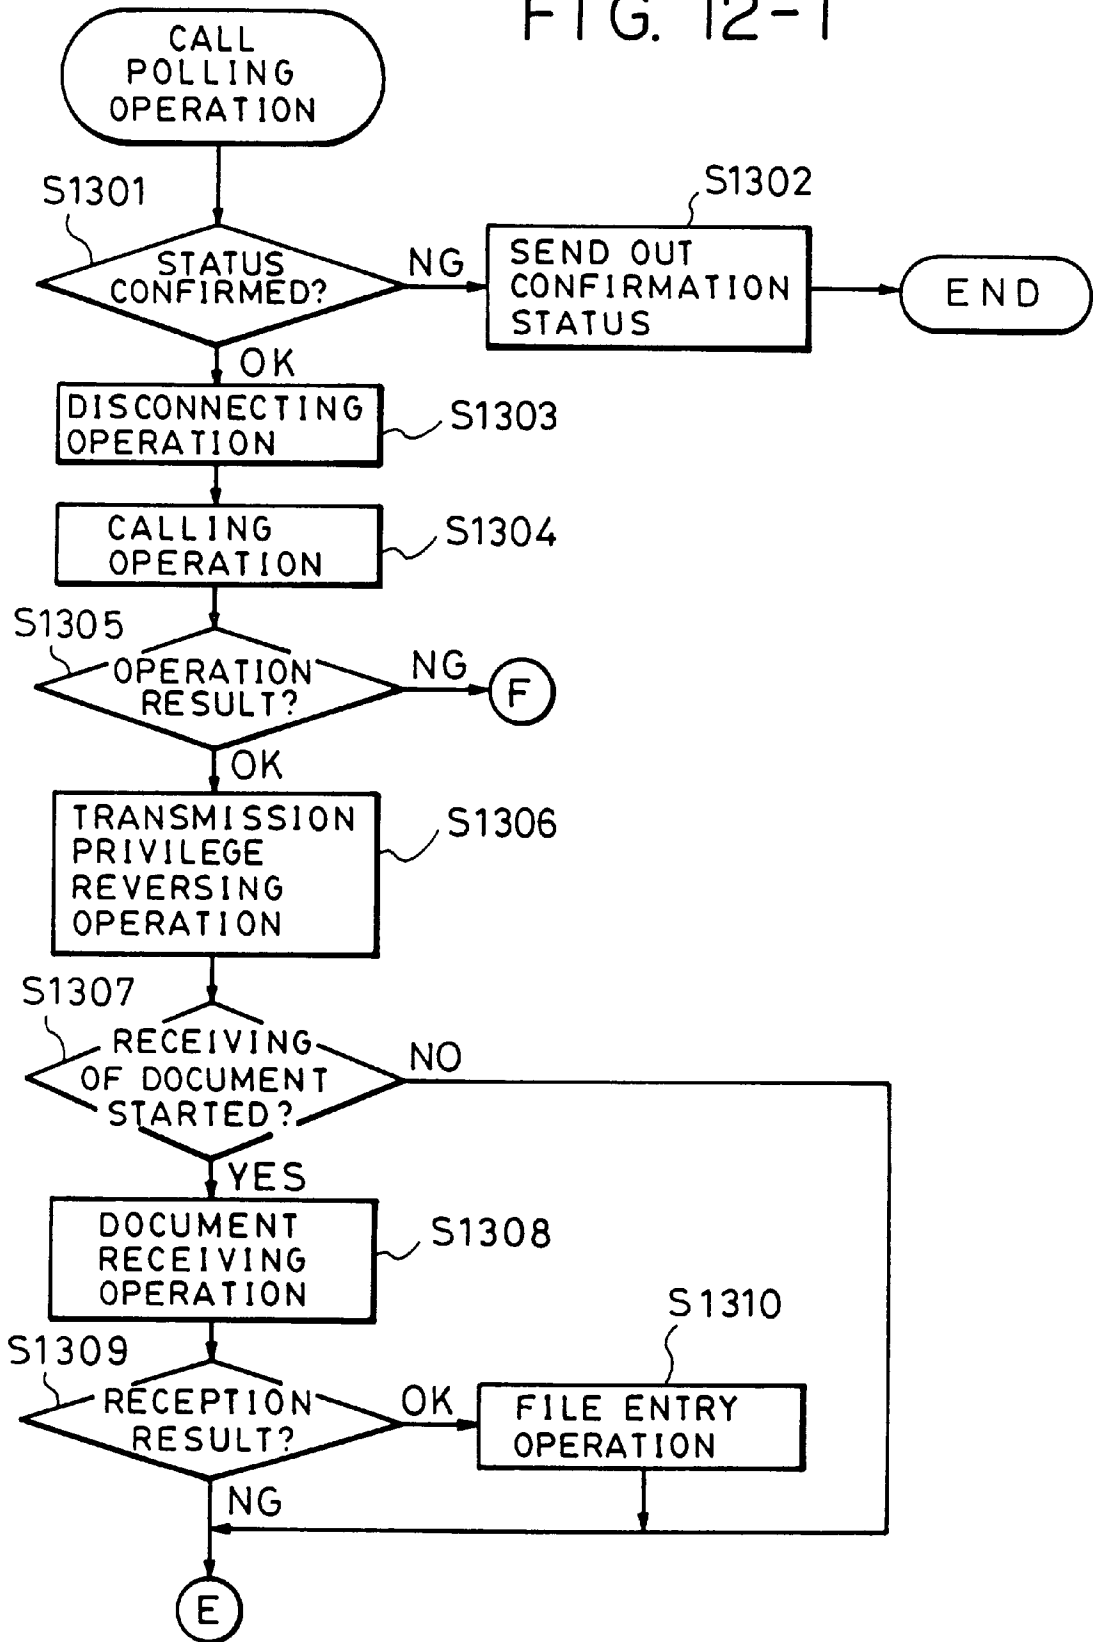 FIG. 12-1
CALL
POLLING
OPERATION
S1301
STATUS
CONFIRMED?
NG
S1302
SEND OUT
CONFIRMATION
STATUS
END
OK
DISCONNECTING
OPERATION
S1303
CALLING
OPERATION
S1304
S1305
OPERATION
RESULT?
NG
F
OK
TRANSMISSION
PRIVILEGE
REVERSING
OPERATION
S1306
S1307
RECEIVING
OF DOCUMENT
STARTED?
NO
YES
DOCUMENT
RECEIVING
OPERATION
S1308
S1309
RECEPTION
RESULT?
OK
S1310
FILE ENTRY
OPERATION
NG
E